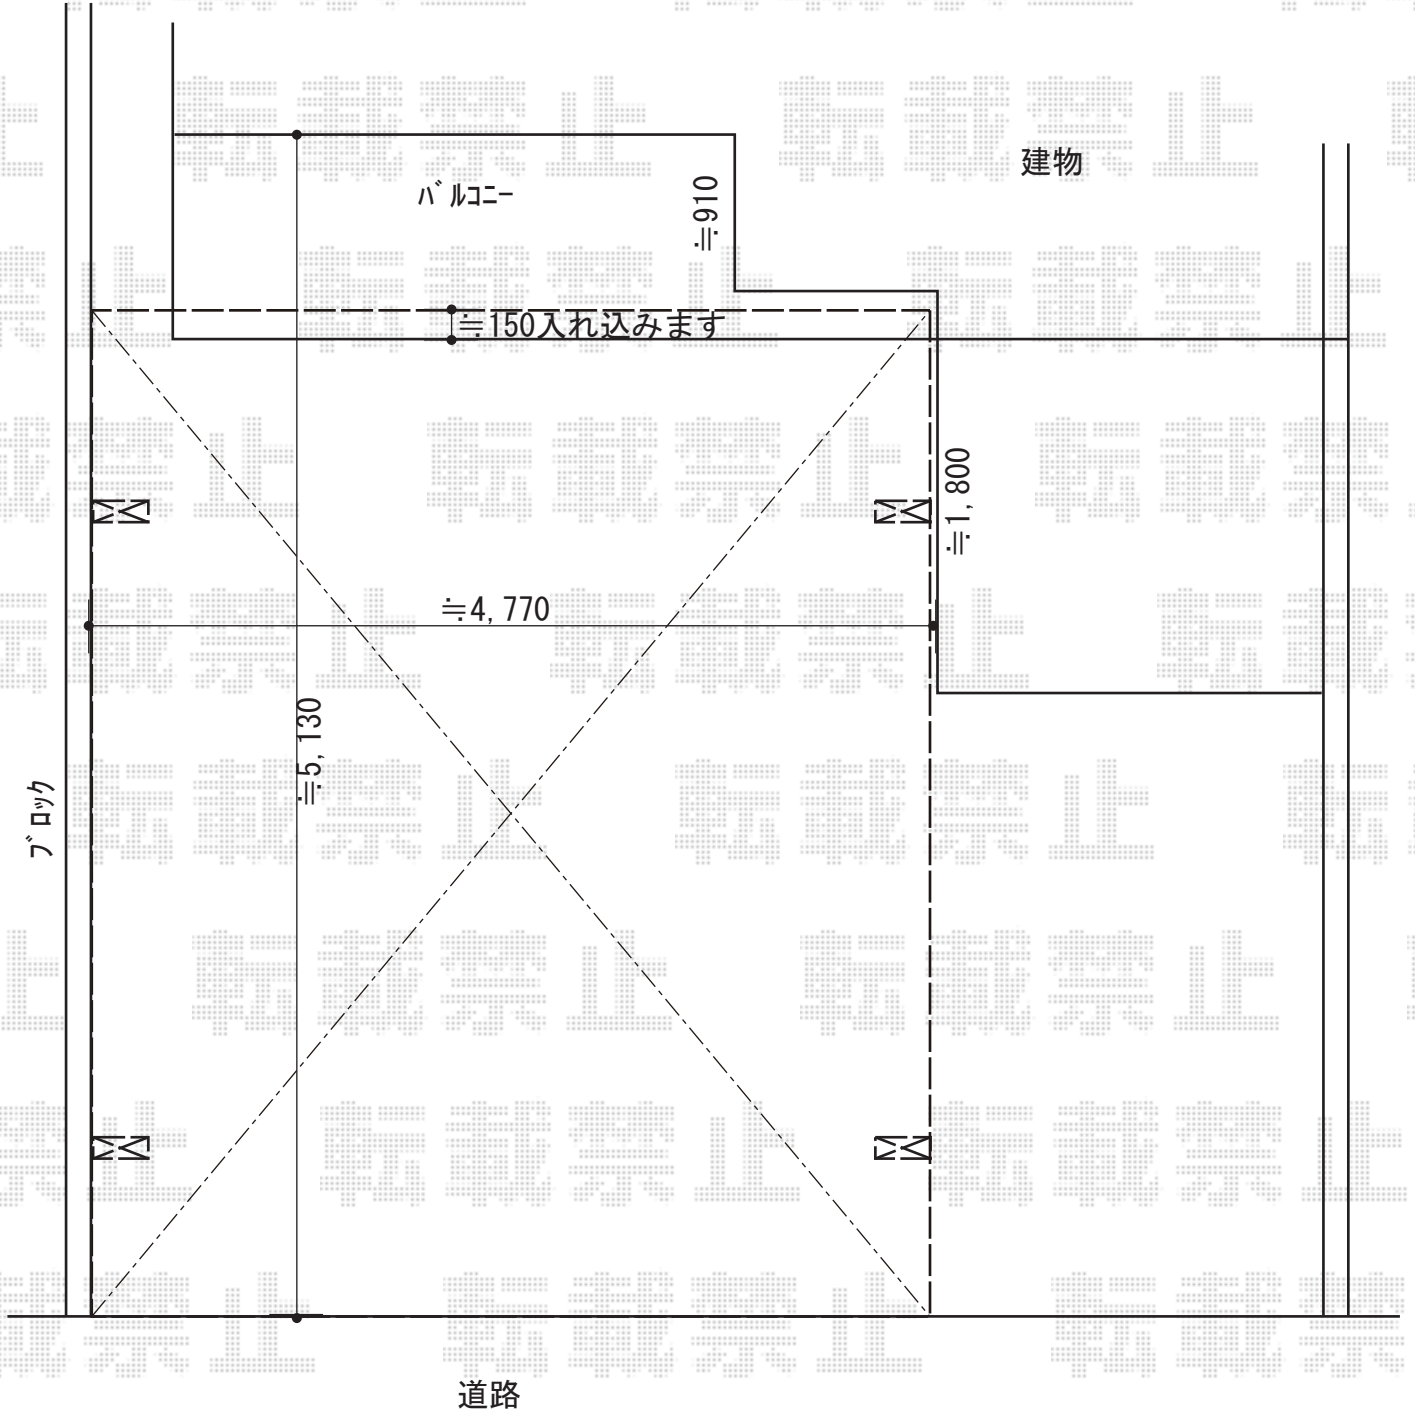 建物
バルコニー
≒910
≒150入れ込みます
≒1,800
≒4,770
≒5,130
ブロック
道路
転載禁止